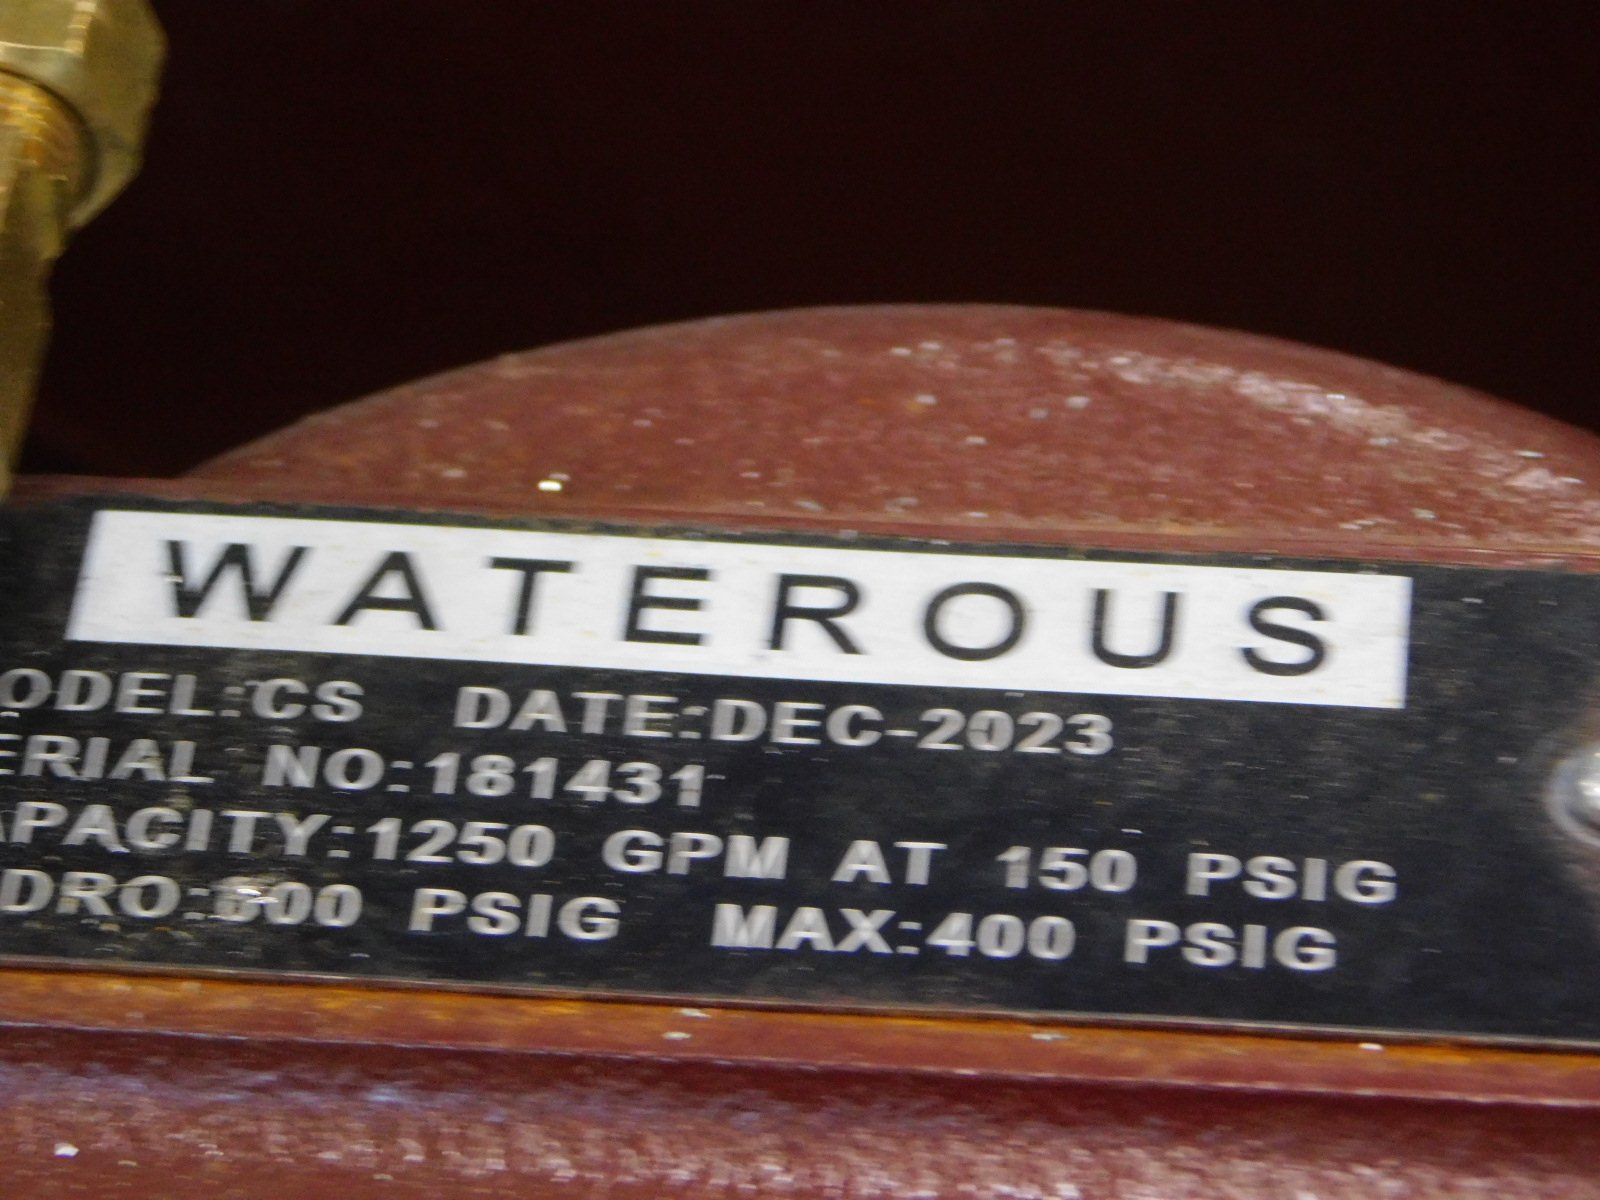 WATEROUS
ODEL:CS DATE:DEC-2023
ERIAL NO:181431
APACITY:1250 GPM AT 150 PSIG
DRO:600 PSIG MAX:400 PSIG